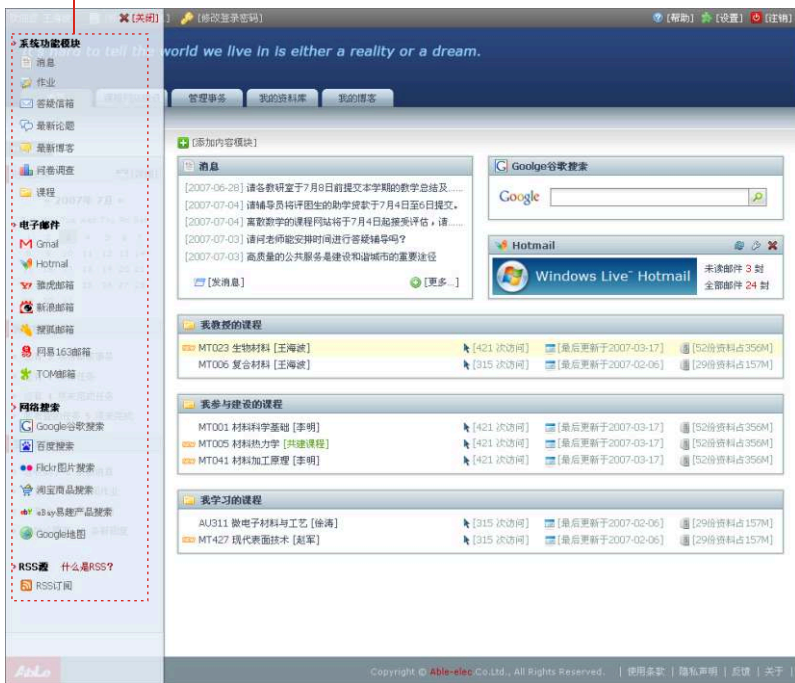 [关闭]
[修改登录密码]
[帮助] [设置] [注销]
to tell the world we live in is either a reality or a dream.
管理事务 我的资料库 我的博客
系统功能模块
消息
作业
答疑信箱
最新论题
最新博客
问卷调查
课程
电子邮件
Gmail
Hotmail
雅虎邮箱
新浪邮箱
搜狐邮箱
网易163邮箱
TOM邮箱
网络搜索
Google谷歌搜索
百度搜索
Flickr图片搜索
淘宝商品搜索
eBay易趣产品搜索
Google地图
什么是RSS?
RSS订阅
[添加内容模块]
消息
[2007-06-28] 请各教研室于7月8日前提交本学期的教学总结及......
[2007-07-04] 请辅导员将评困生的助学贷款于7月4日至6日提交。
[2007-07-04] 离散数学的课程网站将于7月4日起接受评估，请......
[2007-07-03] 请问老师能安排时间进行答疑辅导吗?
[2007-07-03] 高质量的公共服务是建设和谐城市的重要途径
[发消息] [更多...]
Goolge谷歌搜索
Google
Hotmail
Windows Live Hotmail
未读邮件 3 封
全部邮件 24 封
我教授的课程
MT023 生物材料 [王海波] [421 次访问] [最后更新于2007-03-17] [52份资料占356M]
MT006 复合材料 [王海波] [315 次访问] [最后更新于2007-02-06] [29份资料占157M]
我参与建设的课程
MT001 材料科学基础 [李明] [421 次访问] [最后更新于2007-03-17] [52份资料占356M]
MT005 材料热力学 [共建课程] [421 次访问] [最后更新于2007-03-17] [52份资料占356M]
MT041 材料加工原理 [李明] [421 次访问] [最后更新于2007-03-17] [52份资料占356M]
我学习的课程
AU311 微电子材料与工艺 [徐涛] [315 次访问] [最后更新于2007-02-06] [29份资料占157M]
MT427 现代表面技术 [赵军] [315 次访问] [最后更新于2007-02-06] [29份资料占157M]
AbLe
Copyright © Able-elec Co.Ltd., All Rights Reserved. | 使用条款 | 隐私声明 | 反馈 | 关于 |